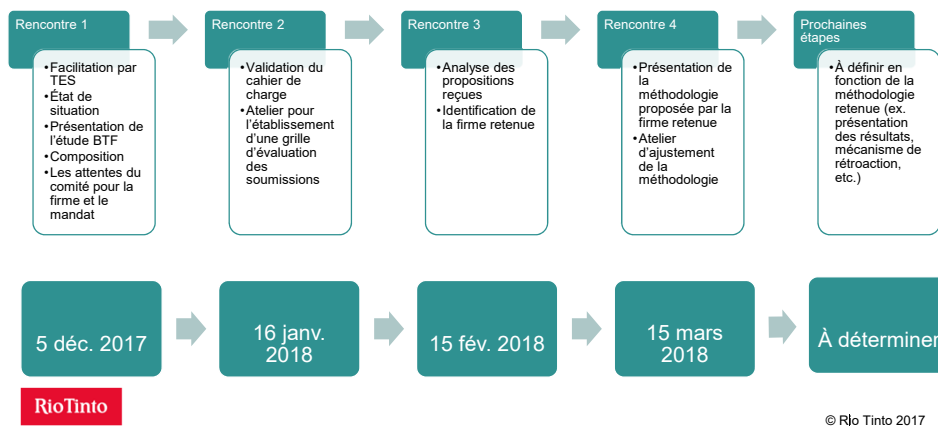 Rencontre 1
•Facilitation par
TES
•État de
situation
•Présentation de
l'étude BTF
•Composition
•Les attentes du
comité pour la
firme et le
mandat
Rencontre 2
•Validation du
cahier de
charge
•Atelier pour
l'établissement
d'une grille
d'évaluation
des
soumissions
Rencontre 3
•Analyse des
propositions
reçues
•Identification de
la firme retenue
Rencontre 4
•Présentation de
la
méthodologie
proposée par la
firme retenue
•Atelier
d'ajustement
de la
méthodologie
Prochaines
étapes
•À définir en
fonction de la
méthodologie
retenue (ex.
présentation
des résultats,
mécanisme de
rétroaction,
etc.)
5 déc. 2017
16 janv.
2018
15 fév. 2018
15 mars
2018
À déterminer
RioTinto
© Rio Tinto 2017